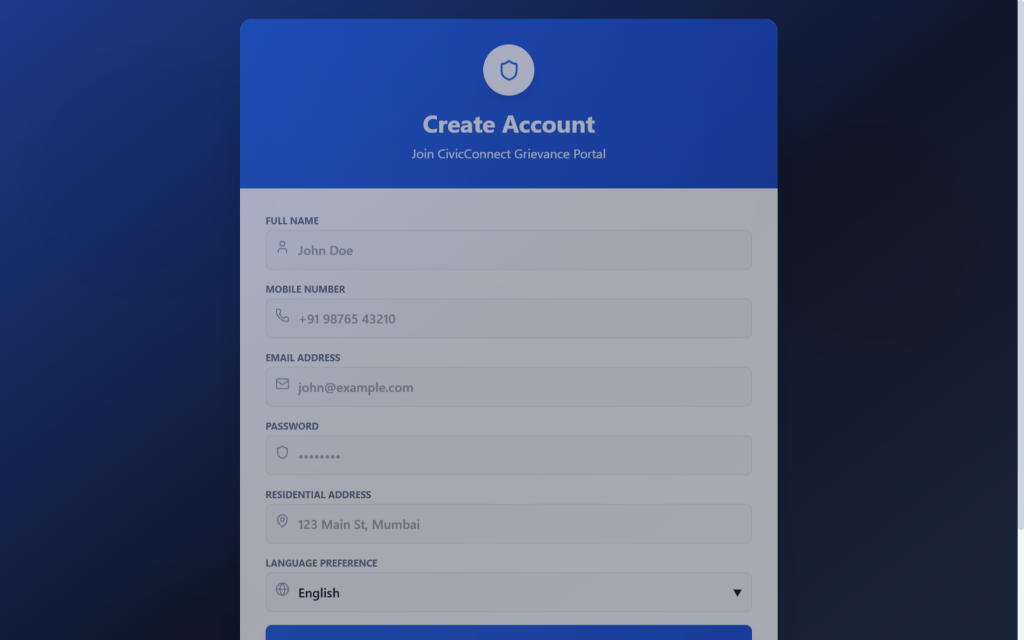 Create Account
Join CivicConnect Grievance Portal
FULL NAME
John Doe
MOBILE NUMBER
+91 98765 43210
EMAIL ADDRESS
john@example.com
PASSWORD
••••••••
RESIDENTIAL ADDRESS
123 Main St, Mumbai
LANGUAGE PREFERENCE
English